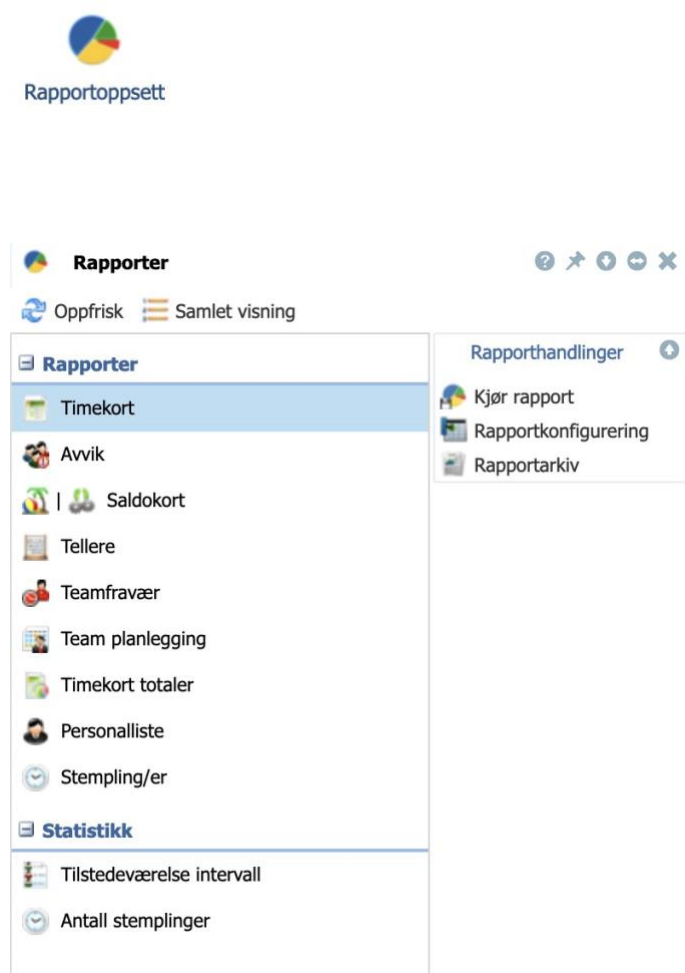 Rapportoppsett
Rapporter
Oppfrisk Samlet visning
Rapporter
Timekort
Avvik
| Saldokort
Tellere
Teamfravær
Team planlegging
Timekort totaler
Personalliste
Stempling/er
Statistikk
Tilstedeværelse intervall
Antall stemplinger
Rapporthandlinger
Kjør rapport
Rapportkonfigurering
Rapportarkiv